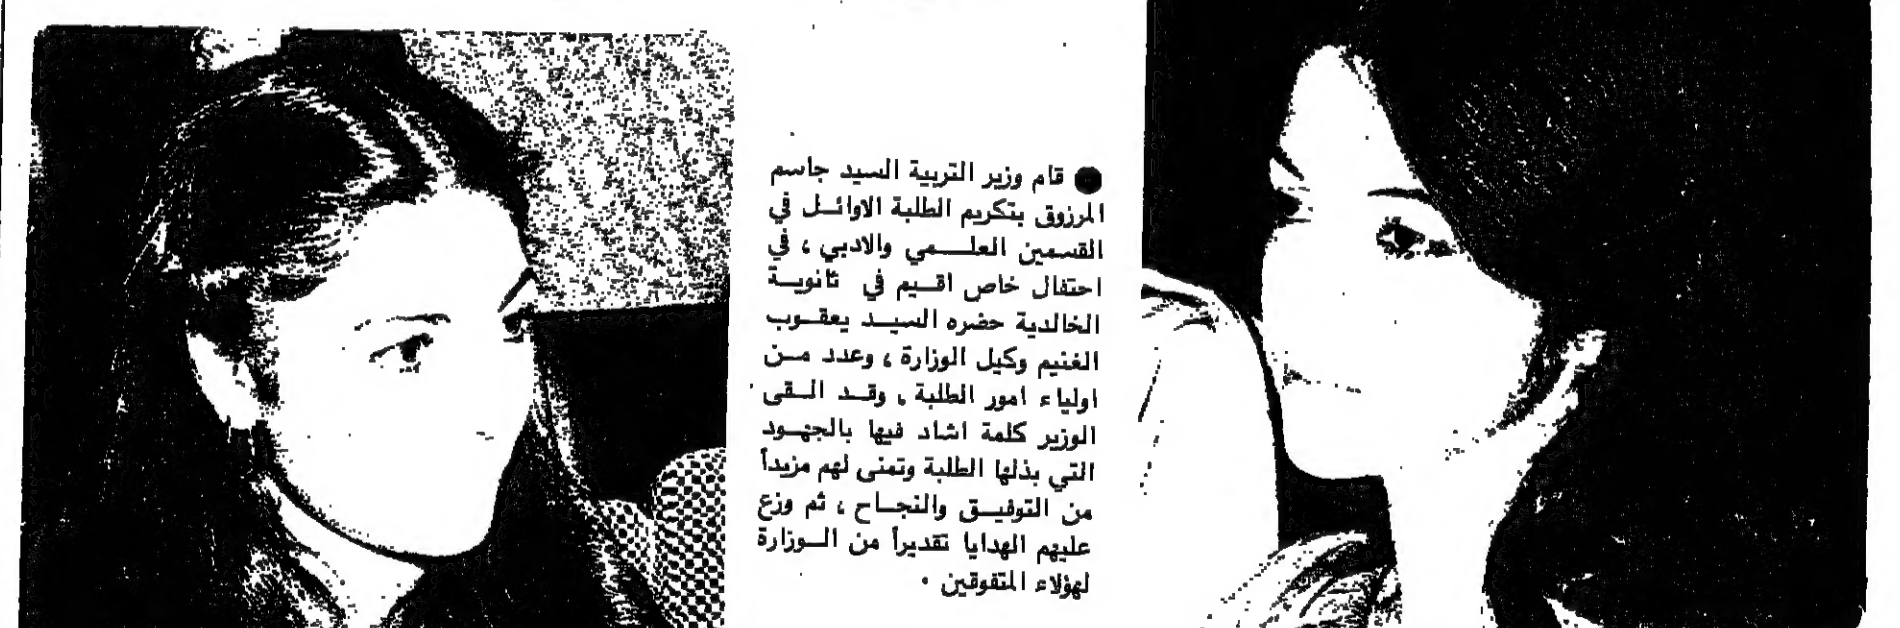 ● قام وزير التربية السيد جاسم
المرزوق بتكريم الطلبة الاوائل في
القسمين العلمي والادبي ، في
احتفال خاص اقيم في ثانوية
الخالدية حضره السيد يعقوب
الغنيم وكيل الوزارة ، وعدد من
اولياء امور الطلبة ، وقد القى
الوزير كلمة اشاد فيها بالجهود
التي بذلها الطلبة وتمنى لهم مزيداً
من التوفيق والنجاح ، ثم وزع
عليهم الهدايا تقديراً من الوزارة
لهؤلاء المتفوقين .